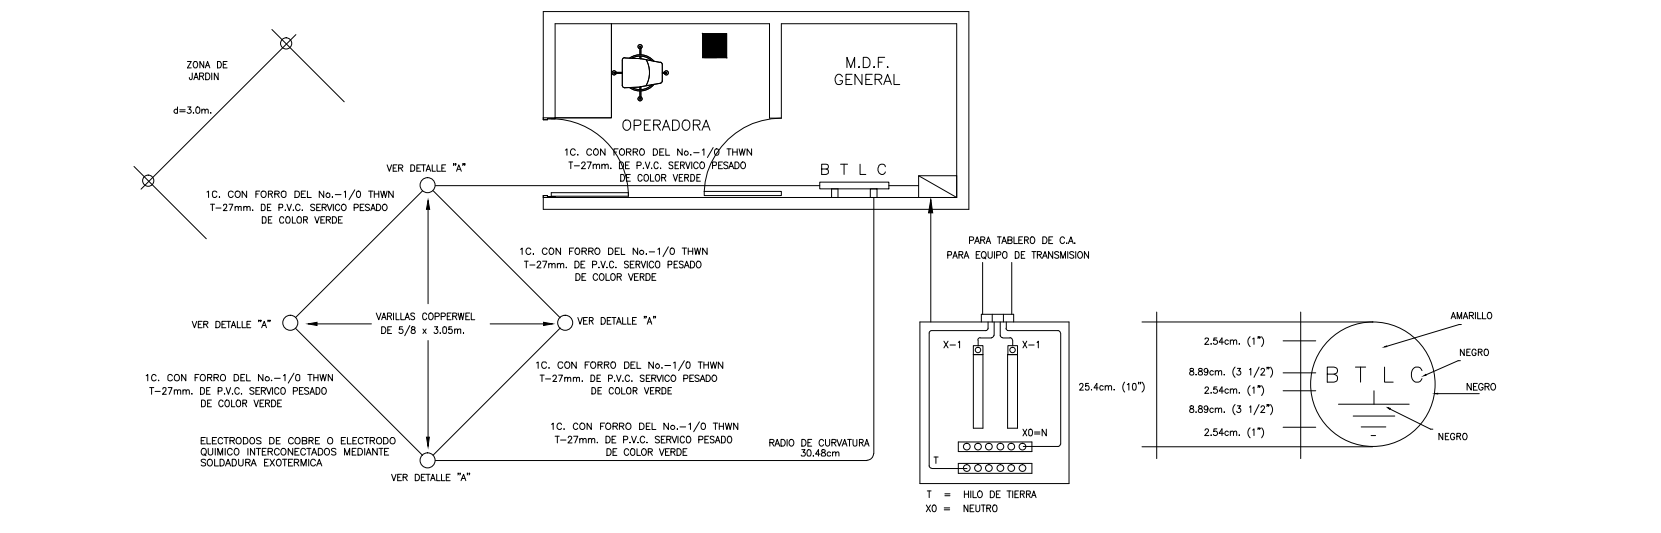 ZONA DE
JARDIN
d=3.0m.
M.D.F.
GENERAL
OPERADORA
1C. CON FORRO DEL No.-1/0 THWN
T-27mm. DE P.V.C. SERVICO PESADO
DE COLOR VERDE
B T L C
VER DETALLE "A"
1C. CON FORRO DEL No.-1/0 THWN
T-27mm. DE P.V.C. SERVICO PESADO
DE COLOR VERDE
1C. CON FORRO DEL No.-1/0 THWN
T-27mm. DE P.V.C. SERVICO PESADO
DE COLOR VERDE
VER DETALLE "A"
VARILLAS COPPERWEL
DE 5/8 x 3.05m.
VER DETALLE "A"
1C. CON FORRO DEL No.-1/0 THWN
T-27mm. DE P.V.C. SERVICO PESADO
DE COLOR VERDE
1C. CON FORRO DEL No.-1/0 THWN
T-27mm. DE P.V.C. SERVICO PESADO
DE COLOR VERDE
1C. CON FORRO DEL No.-1/0 THWN
T-27mm. DE P.V.C. SERVICO PESADO
DE COLOR VERDE
ELECTRODOS DE COBRE O ELECTRODO
QUIMICO INTERCONECTADOS MEDIANTE
SOLDADURA EXOTERMICA
VER DETALLE "A"
RADIO DE CURVATURA
30.48cm
PARA TABLERO DE C.A.
PARA EQUIPO DE TRANSMISION
X-1
X-1
X0=N
T
T = HILO DE TIERRA
X0 = NEUTRO
25.4cm. (10")
2.54cm. (1")
8.89cm. (3 1/2")
2.54cm. (1")
8.89cm. (3 1/2")
2.54cm. (1")
B T L C
AMARILLO
NEGRO
NEGRO
NEGRO